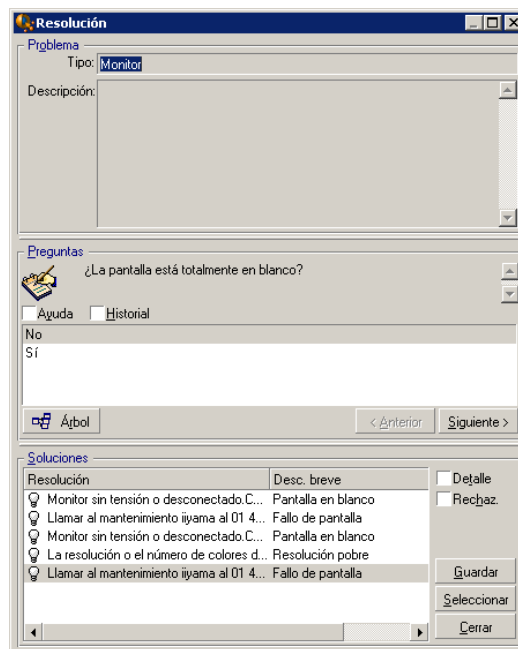 Resolución
Problema
Tipo: Monitor
Descripción:
Preguntas
¿La pantalla está totalmente en blanco?
Ayuda Historial
No
Sí
Árbol < Anterior Siguiente >
Soluciones
Resolución Desc. breve Detalle
Monitor sin tensión o desconectado.C... Pantalla en blanco Rechaz.
Llamar al mantenimiento iiyama al 01 4... Fallo de pantalla
Monitor sin tensión o desconectado.C... Pantalla en blanco
La resolución o el número de colores d... Resolución pobre
Llamar al mantenimiento iiyama al 01 4... Fallo de pantalla Guardar
Seleccionar
Cerrar